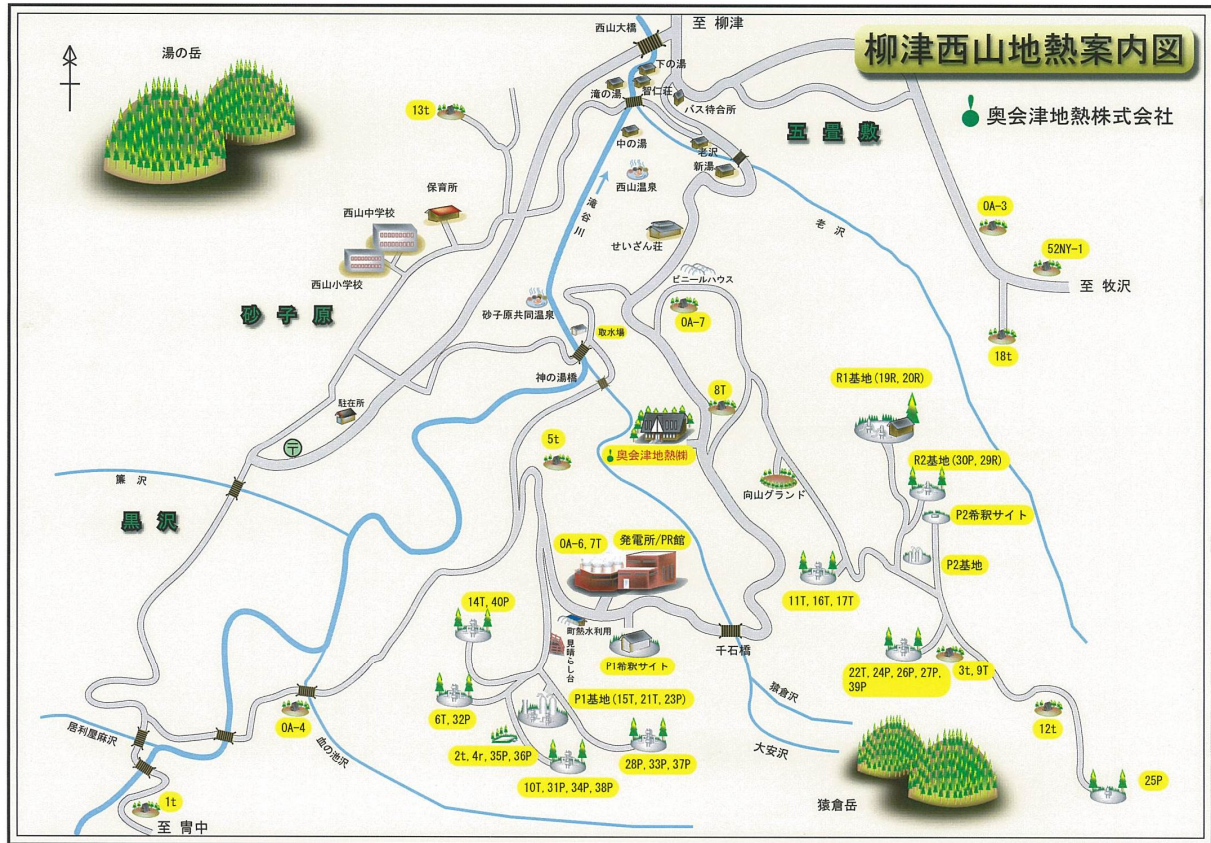 柳津西山地熱案内図
奥会津地熱株式会社
至 柳津
西山大橋
湯の岳
下の湯
滝の湯
智仁荘
バス待合所
13t
中の湯
老沢
新湯
五畳敷
西山温泉
保育所
滝谷川
老沢
0A-3
西山中学校
せいざん荘
52NY-1
西山小学校
ビニールハウス
至 牧沢
砂子原
砂子原共同温泉
0A-7
取水場
18t
神の湯橋
R1基地(19R, 20R)
駐在所
8T
〒
5t
奥会津地熱㈱
R2基地(30P, 29R)
向山グランド
簾沢
P2希釈サイト
黒沢
0A-6, 7T
発電所/PR館
P2基地
11T, 16T, 17T
14T, 40P
町熱水利用
見晴らし台
P1希釈サイト
千石橋
22T, 24P, 26P, 27P,
39P
3t, 9T
猿倉沢
6T, 32P
P1基地(15T, 21T, 23P)
0A-4
12t
居利屋麻沢
血の池沢
2t, 4r, 35P, 36P
28P, 33P, 37P
大安沢
10T, 31P, 34P, 38P
25P
猿倉岳
1t
至 冑中